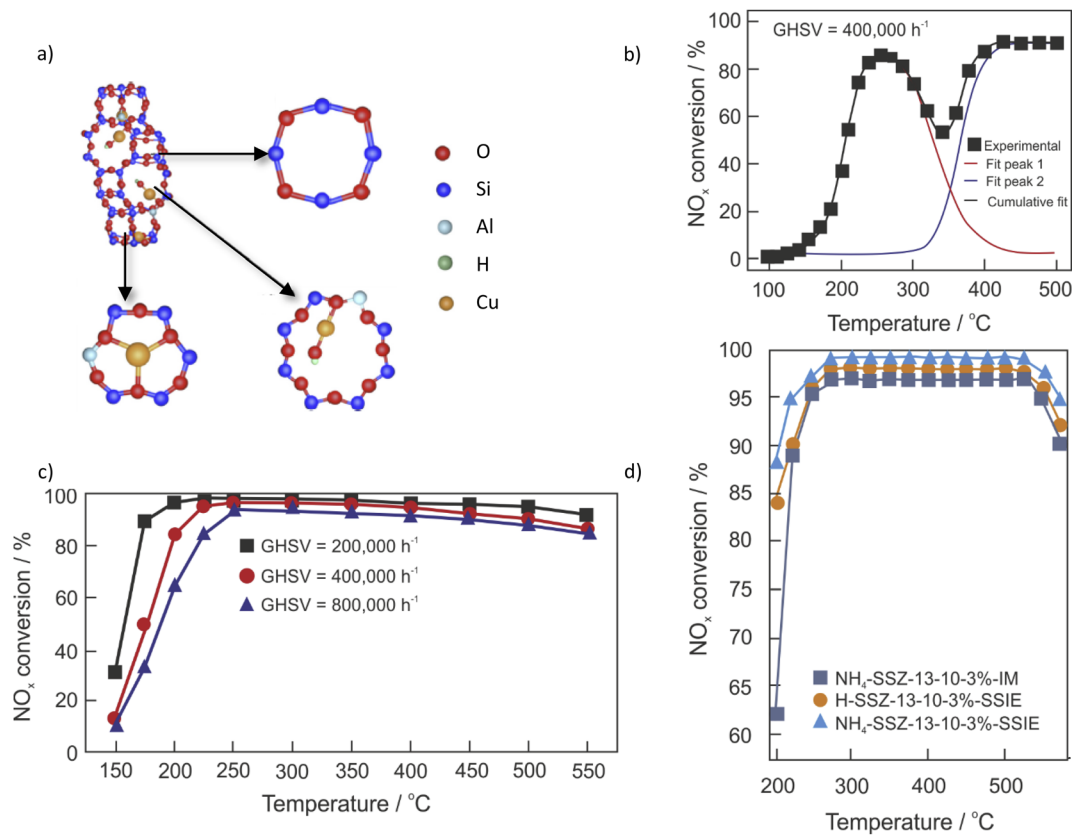 a)
O
Si
Al
H
Cu
b)
GHSV = 400,000 h⁻¹
100
80
60
40
20
0
NOₓ conversion / %
Experimental
Fit peak 1
Fit peak 2
Cumulative fit
100 200 300 400 500
Temperature / °C
c)
100
80
60
40
20
0
NOₓ conversion / %
GHSV = 200,000 h⁻¹
GHSV = 400,000 h⁻¹
GHSV = 800,000 h⁻¹
150 200 250 300 350 400 450 500 550
Temperature / °C
d)
100
95
90
85
80
75
70
65
60
NOₓ conversion / %
NH₄-SSZ-13-10-3%-IM
H-SSZ-13-10-3%-SSIE
NH₄-SSZ-13-10-3%-SSIE
200 300 400 500
Temperature / °C